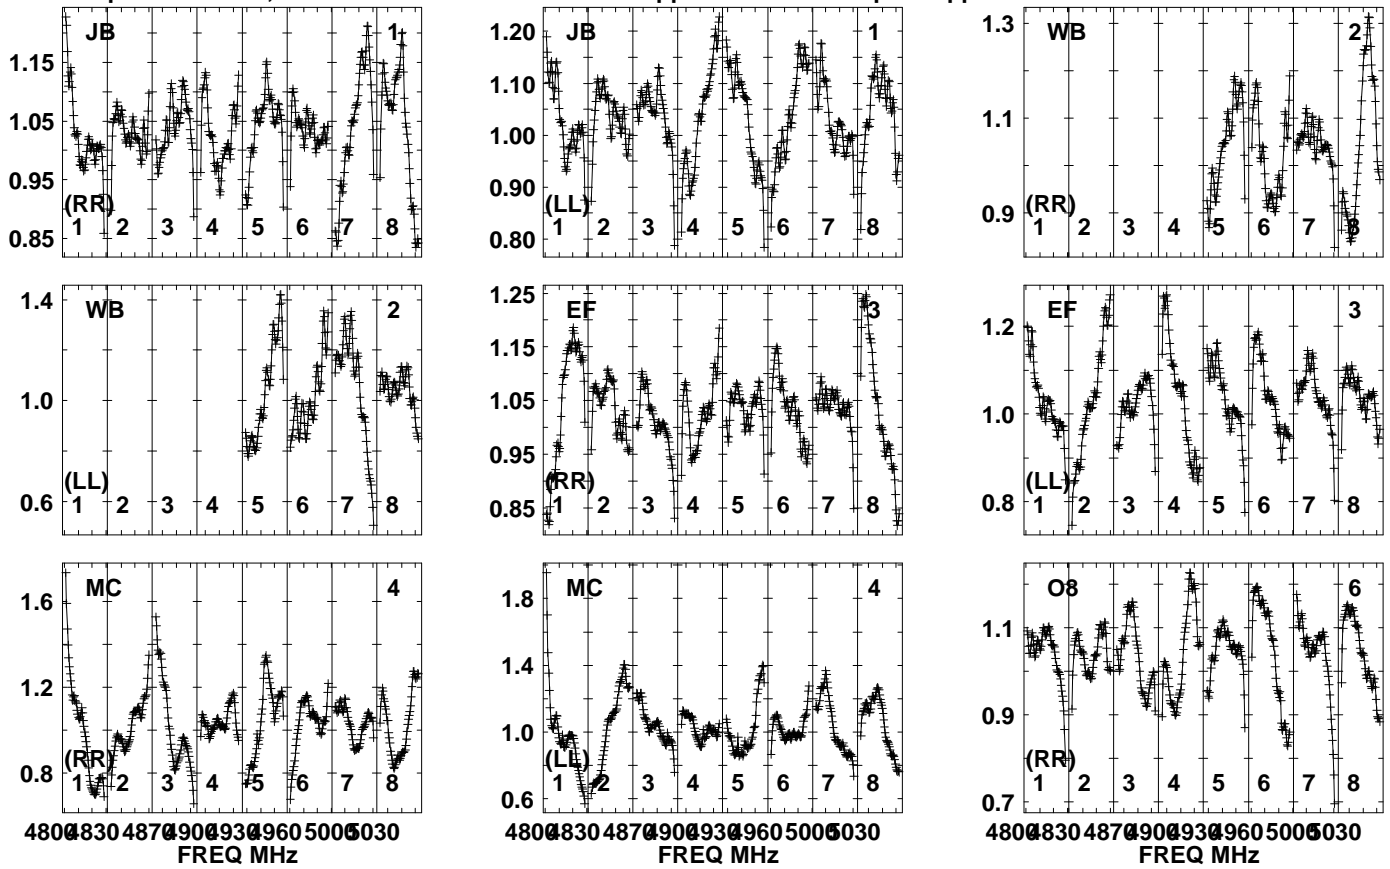 JB 1
1.15
1.05
0.95
0.85
(RR)
1 2 3 4 5 6 7 8
JB 1
1.20
1.10
1.00
0.90
0.80
(LL)
1 2 3 4 5 6 7 8
WB 2
1.3
1.1
0.9
(RR)
1 2 3 4 5 6 7 8
WB 2
1.4
1.0
0.6
(LL)
1 2 3 4 5 6 7 8
EF 3
1.25
1.15
1.05
0.95
0.85
(RR)
1 2 3 4 5 6 7 8
EF 3
1.2
1.0
0.8
(LL)
1 2 3 4 5 6 7 8
MC 4
1.6
1.2
0.8
(RR)
1 2 3 4 5 6 7 8
4800 4830 4870 4900 4930 4960 5000 5030
FREQ MHz
MC 4
1.8
1.4
1.0
0.6
(LL)
1 2 3 4 5 6 7 8
4800 4830 4870 4900 4930 4960 5000 5030
FREQ MHz
O8 6
1.1
0.9
0.7
(RR)
1 2 3 4 5 6 7 8
4800 4830 4870 4900 4930 4960 5000 5030
FREQ MHz